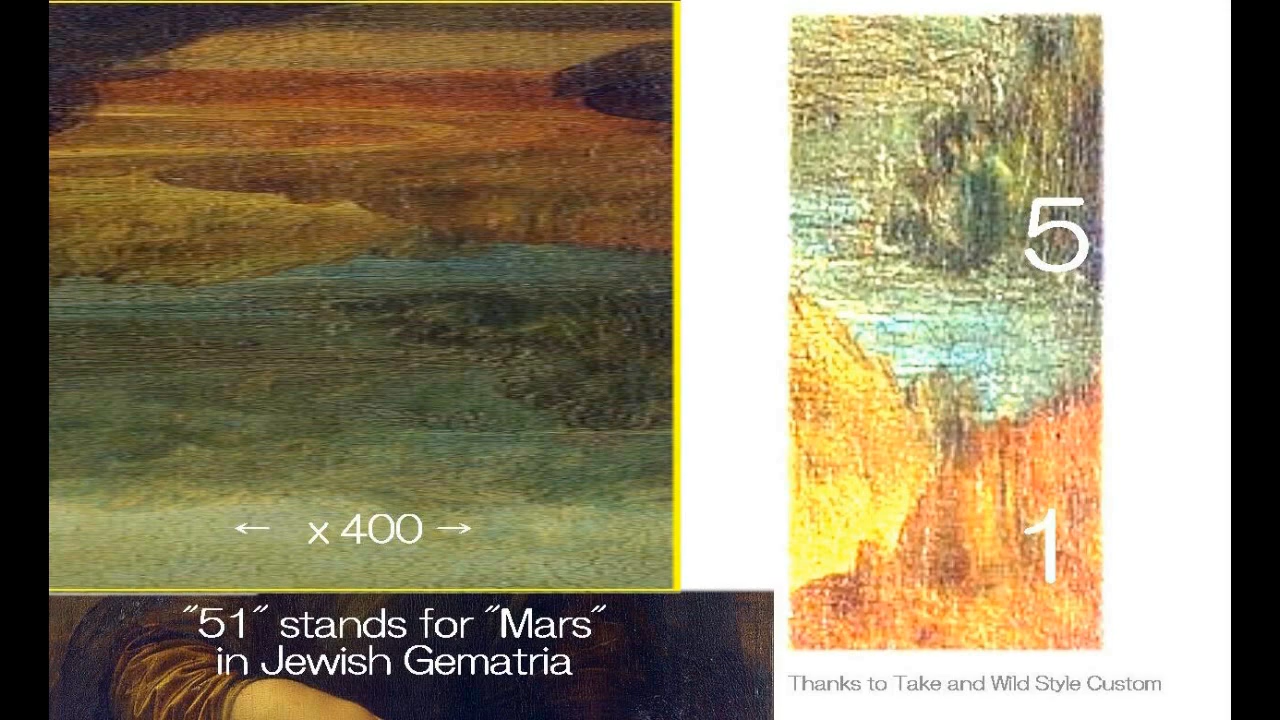 ← x 400 →
"51" stands for "Mars"
in Jewish Gematria
5
1
Thanks to Take and Wild Style Custom